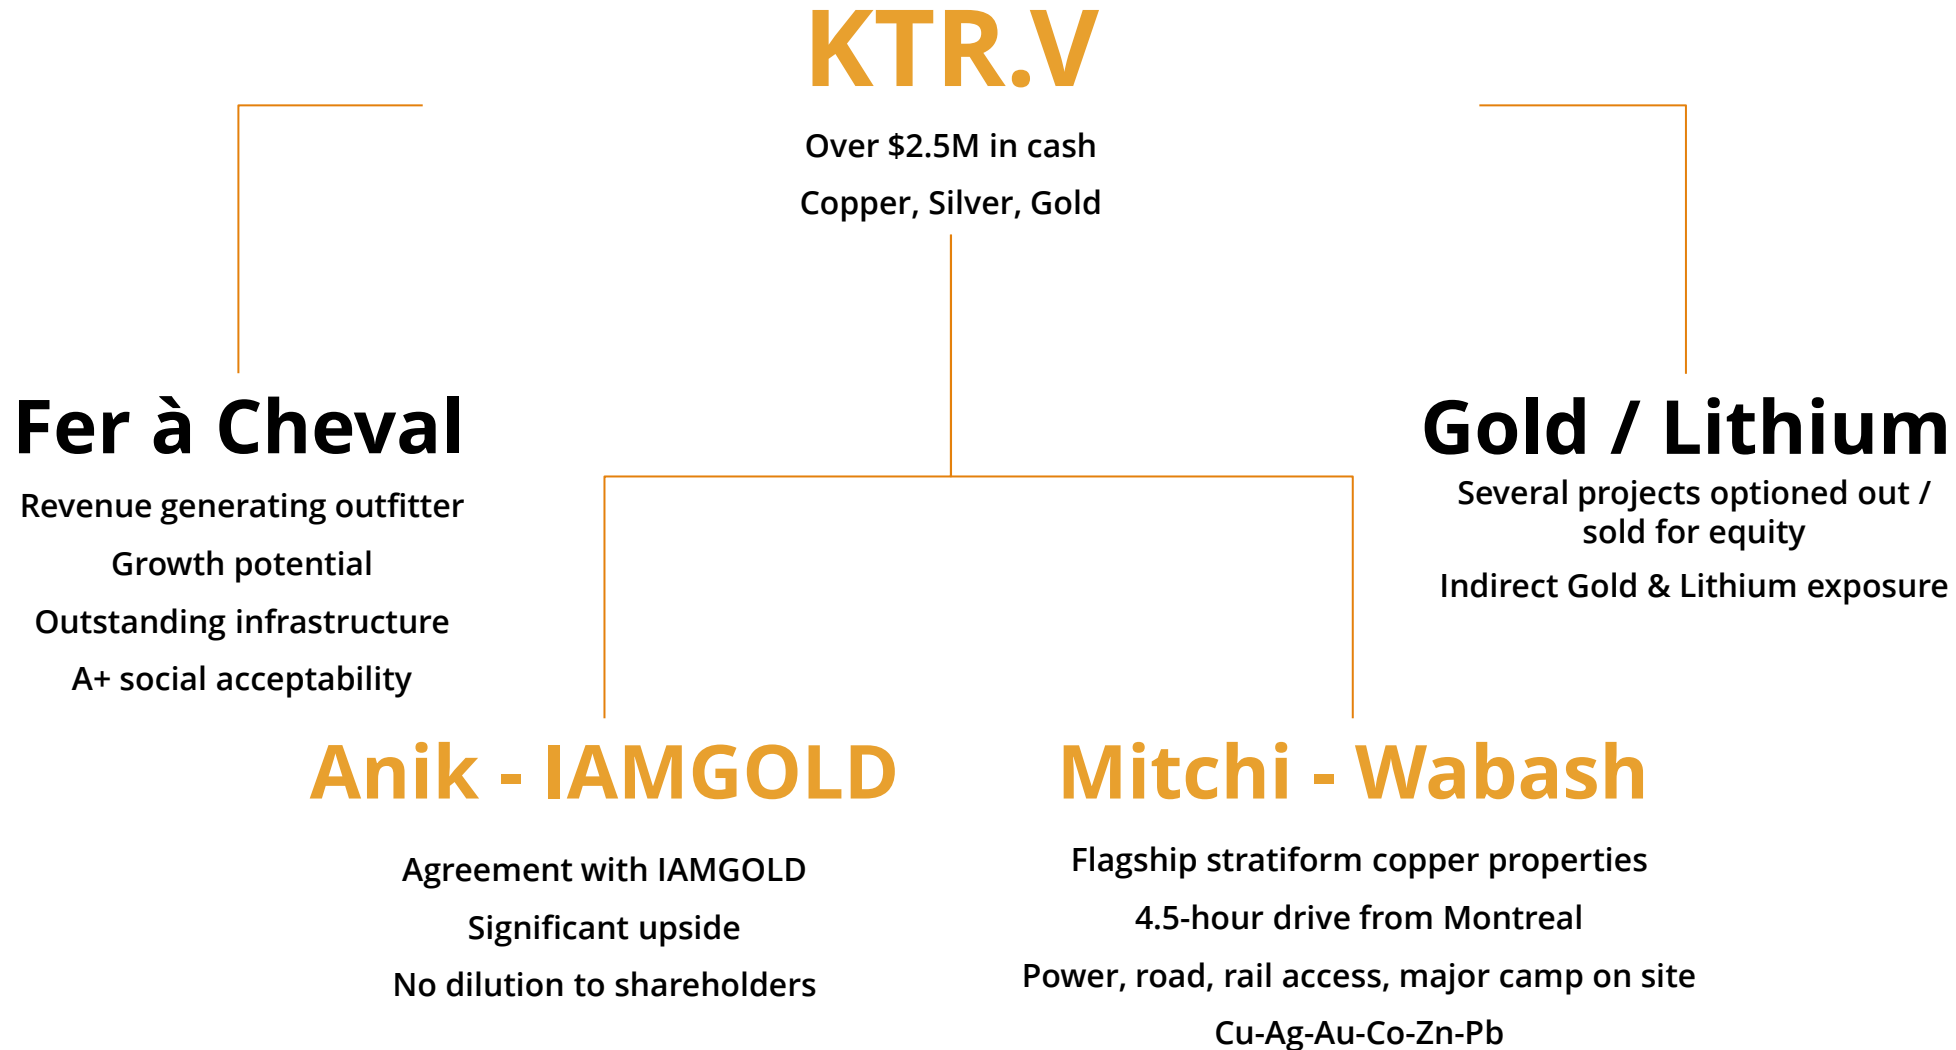 KTR.V
Over $2.5M in cash
Copper, Silver, Gold
Fer à Cheval
Revenue generating outfitter
Growth potential
Outstanding infrastructure
A+ social acceptability
Gold / Lithium
Several projects optioned out /
sold for equity
Indirect Gold & Lithium exposure
Anik - IAMGOLD
Agreement with IAMGOLD
Significant upside
No dilution to shareholders
Mitchi - Wabash
Flagship stratiform copper properties
4.5-hour drive from Montreal
Power, road, rail access, major camp on site
Cu-Ag-Au-Co-Zn-Pb